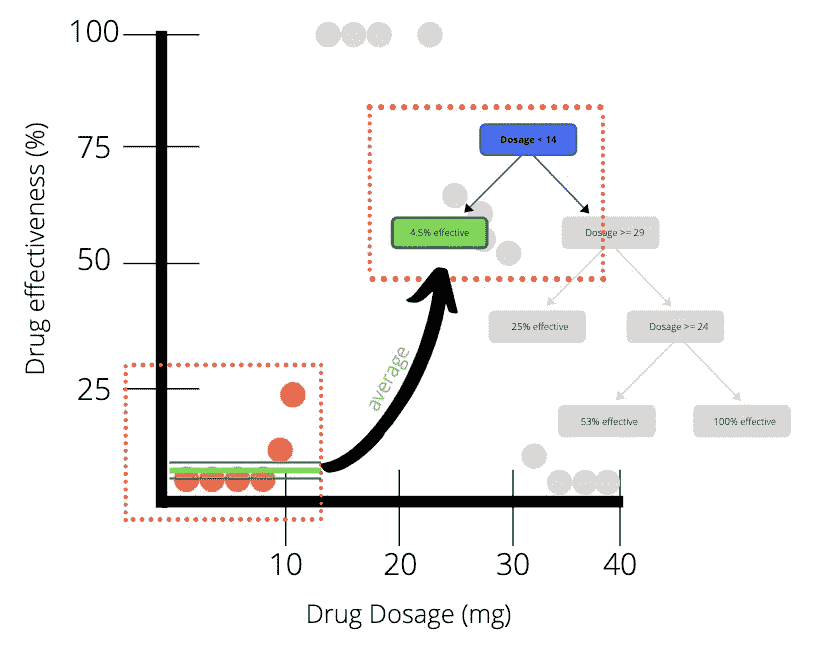 100
75
50
25
Drug effectiveness (%)
Dosage < 14
4.5% effective
Dosage >= 29
25% effective
Dosage >= 24
53% effective
100% effective
average
10
20
30
40
Drug Dosage (mg)